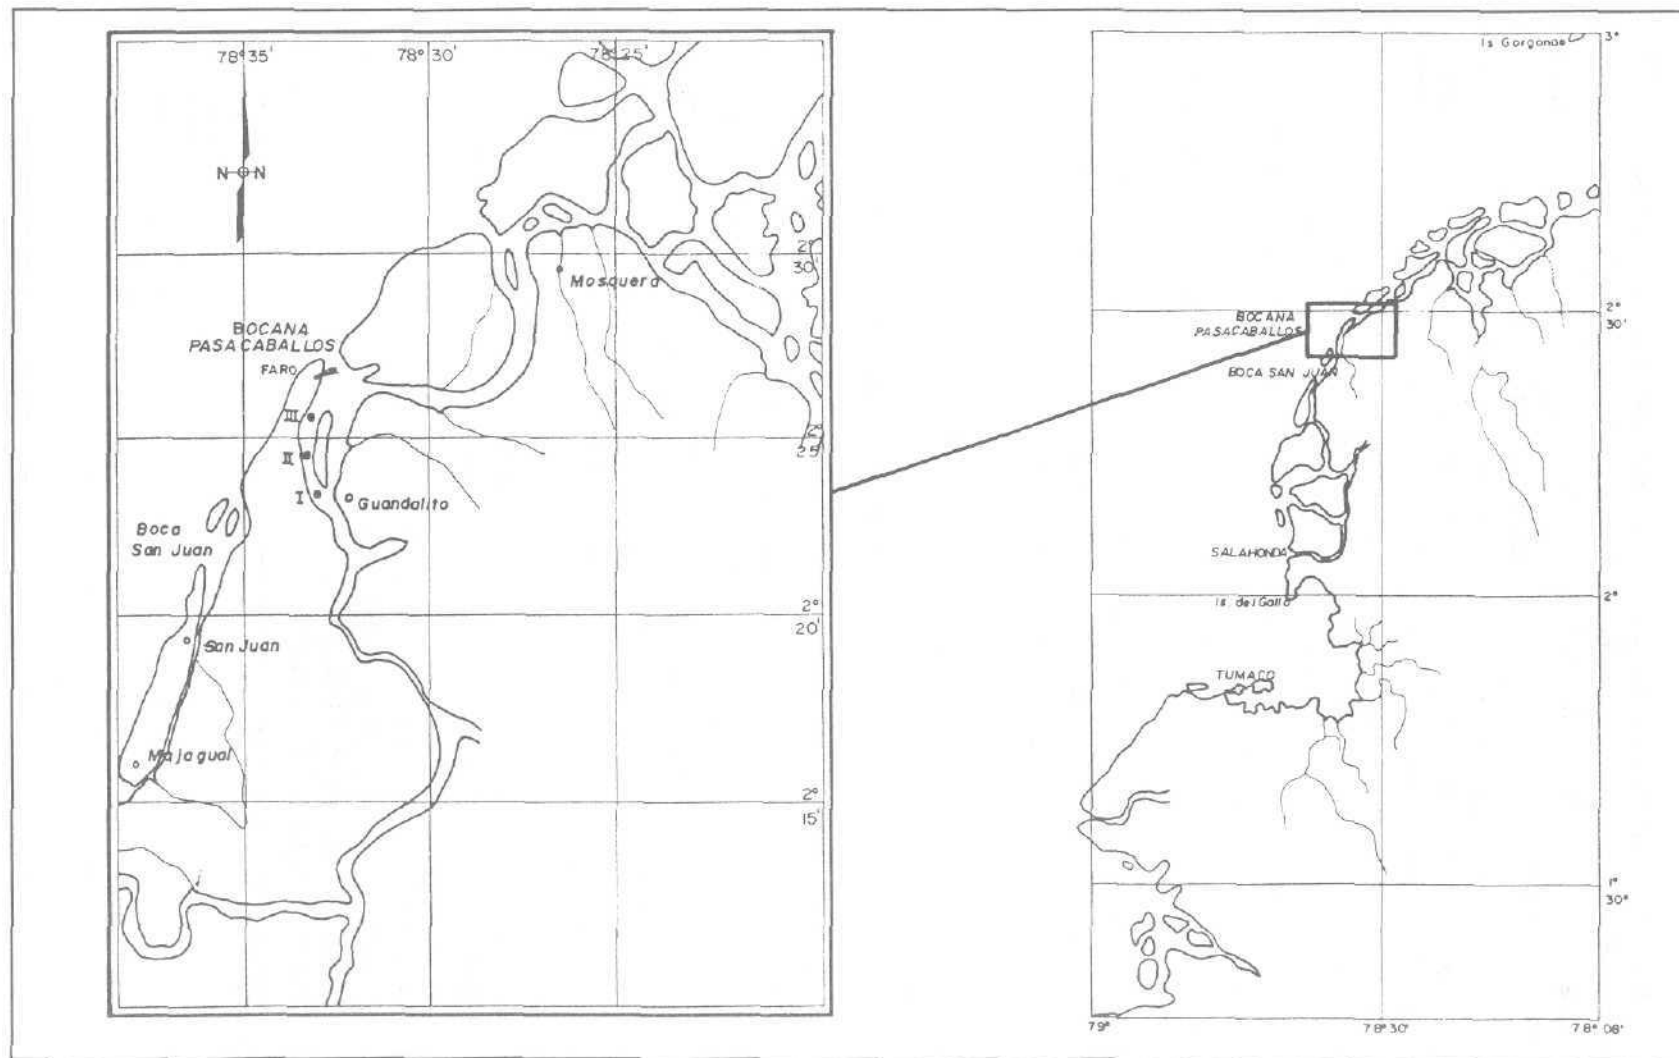 78°35' 78°30' 78°25'
N N
2°
30'
Mosquera
BOCANA
PASACABALLOS
FARO
III
2°
25'
II
I
Guandalito
Boca
San Juan
2°
20'
San Juan
Majagual
2°
15'
Is Gorgonas
3°
BOCANA
PASACABALLOS
2°
30'
BOCA SAN JUAN
SALAHONDA
Is. del Gallo
2°
TUMACO
1°
30°
79° 78°30' 78°08'